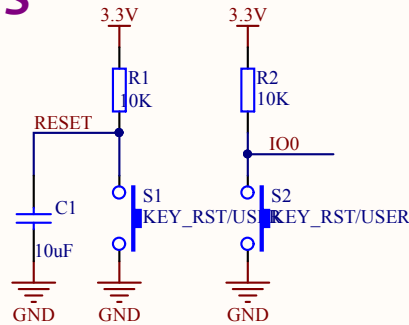 S
3.3V 3.3V
R1 R2
10K 10K
RESET
IO0
C1 S1 S2
KEY_RST/USER KEY_RST/USER
10uF
GND GND GND